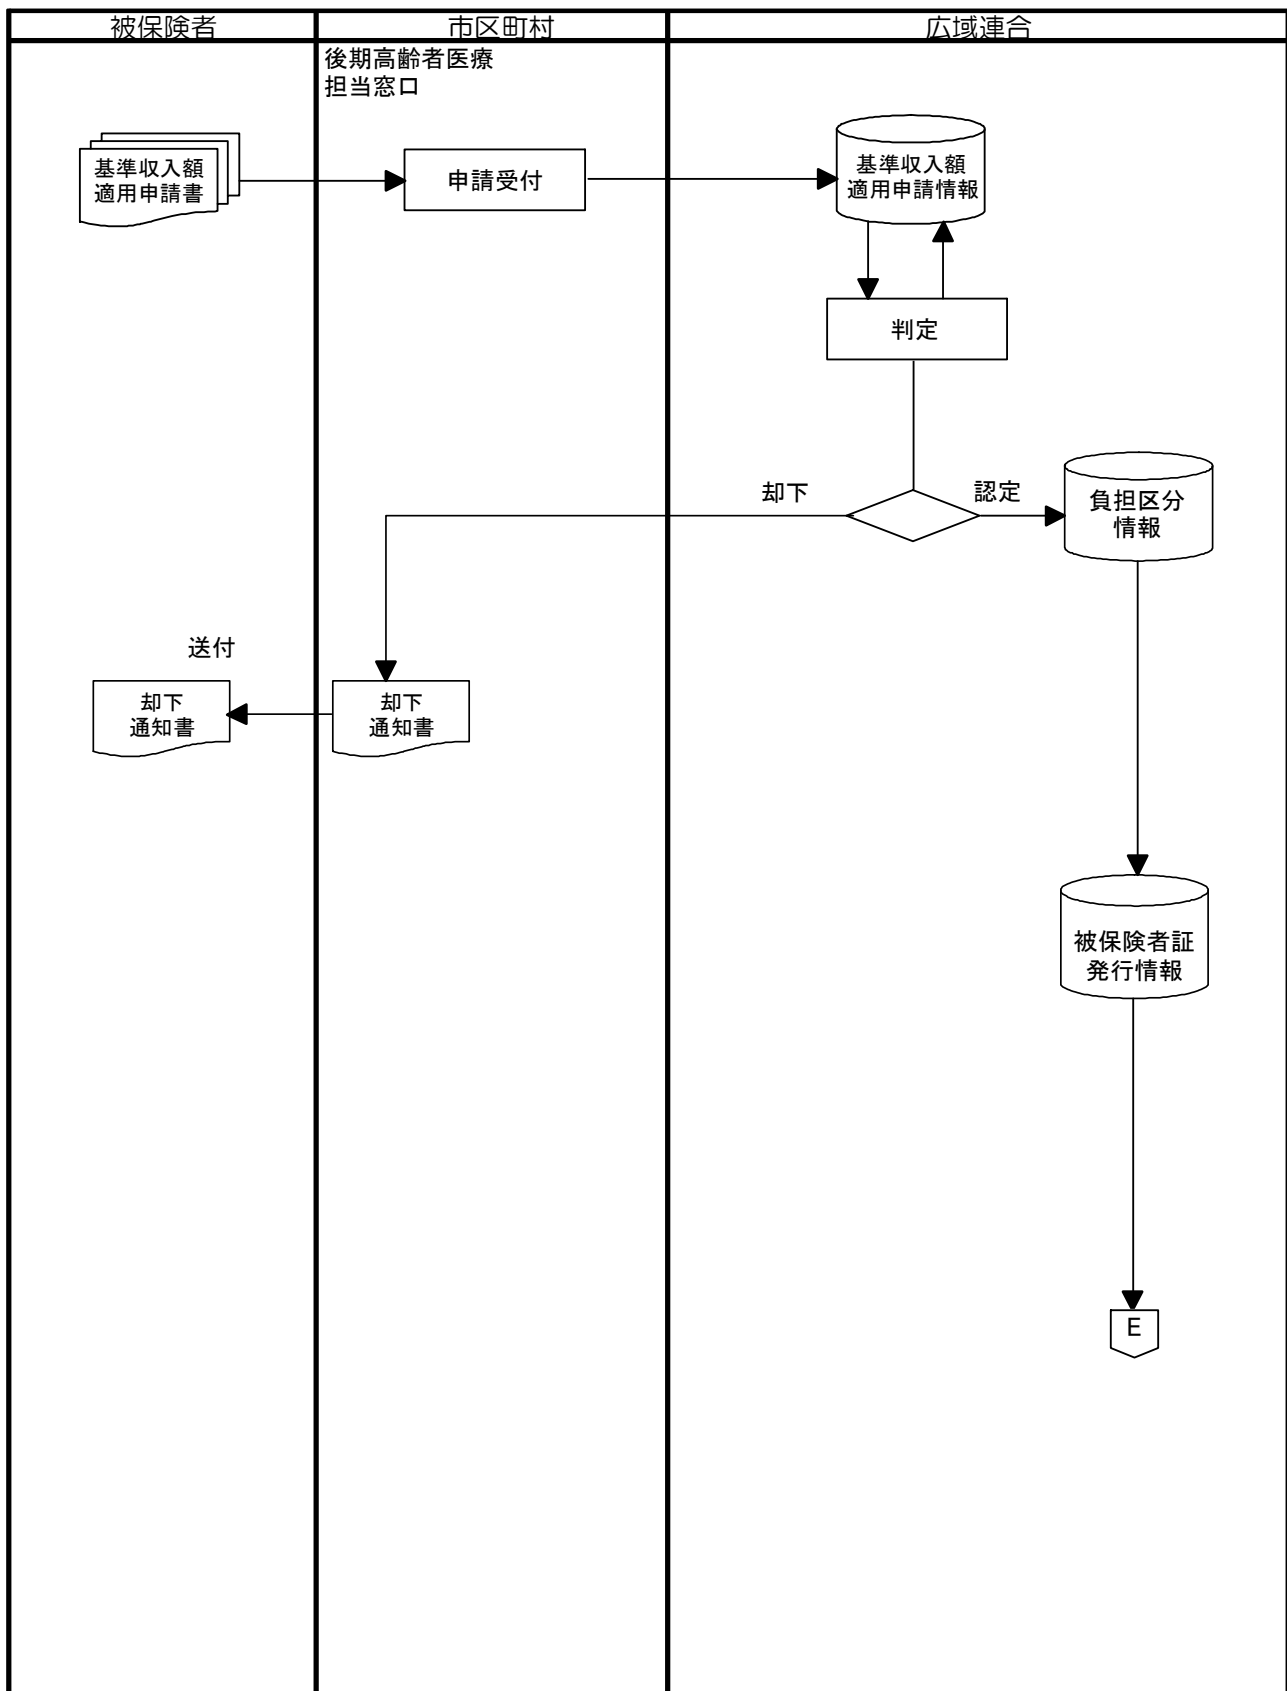 被保険者
市区町村
広域連合
後期高齢者医療
担当窓口
基準収入額
適用申請書
申請受付
基準収入額
適用申請情報
判定
却下
認定
負担区分
情報
送付
却下
通知書
却下
通知書
被保険者証
発行情報
E